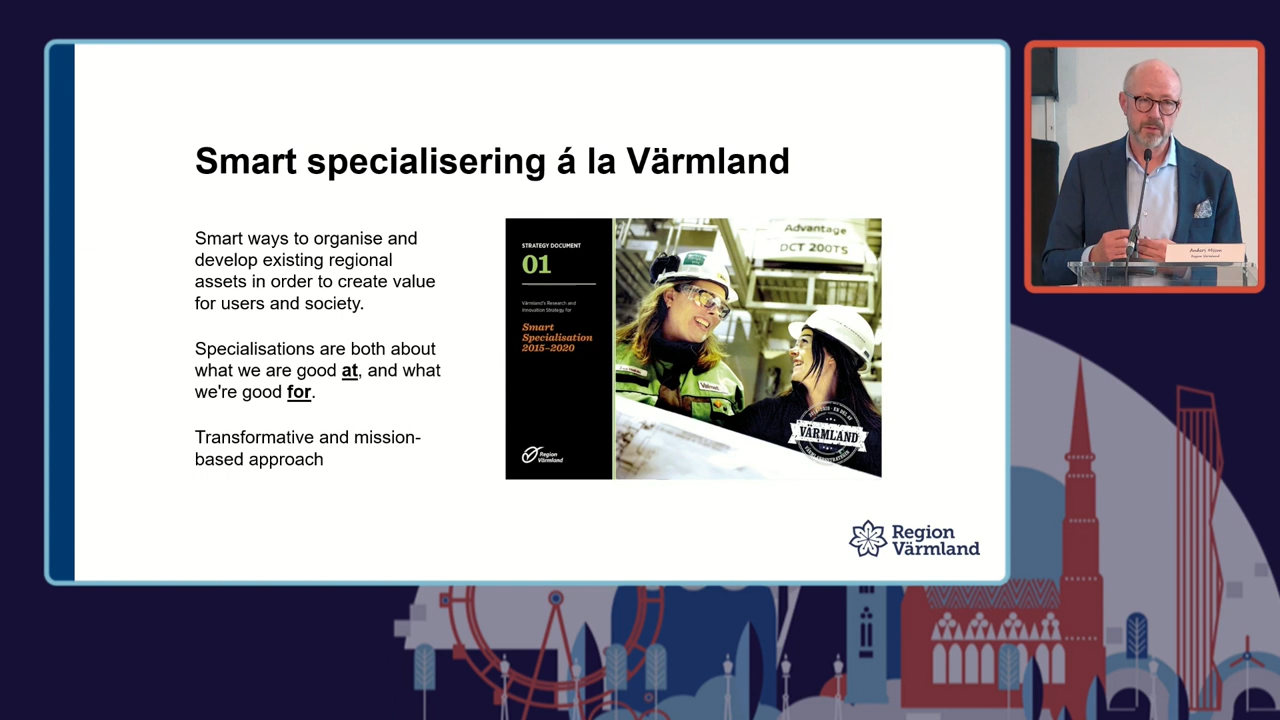 Smart specialisering á la Värmland
Smart ways to organise and
develop existing regional
assets in order to create value
for users and society.
Specialisations are both about
what we are good at, and what
we're good for.
Transformative and mission-
based approach
STRATEGY DOCUMENT
01
Värmland's Research and
Innovation Strategy for
Smart
Specialisation
2015–2020
Region
Värmland
Advantage
DCT 200TS
Valmet
VÄRMLAND
Region
Värmland
Region Värmland